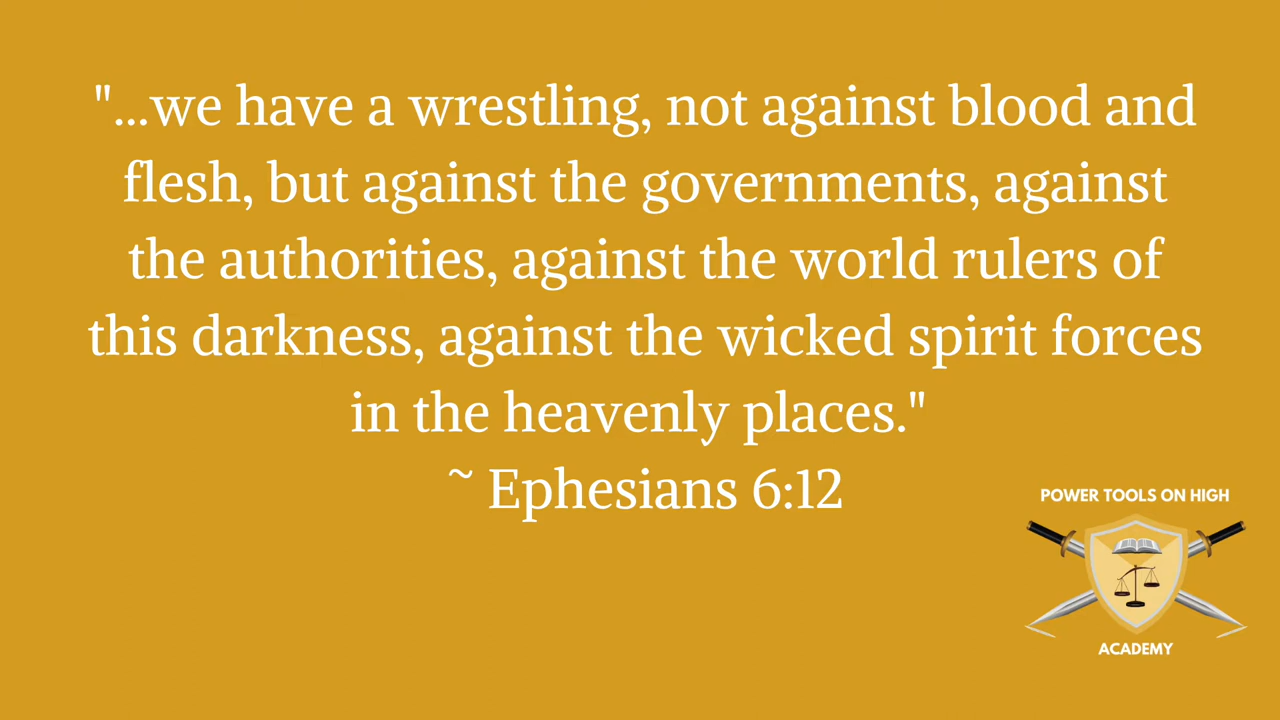 "...we have a wrestling, not against blood and
flesh, but against the governments, against
the authorities, against the world rulers of
this darkness, against the wicked spirit forces
in the heavenly places."
~ Ephesians 6:12
POWER TOOLS ON HIGH
ACADEMY